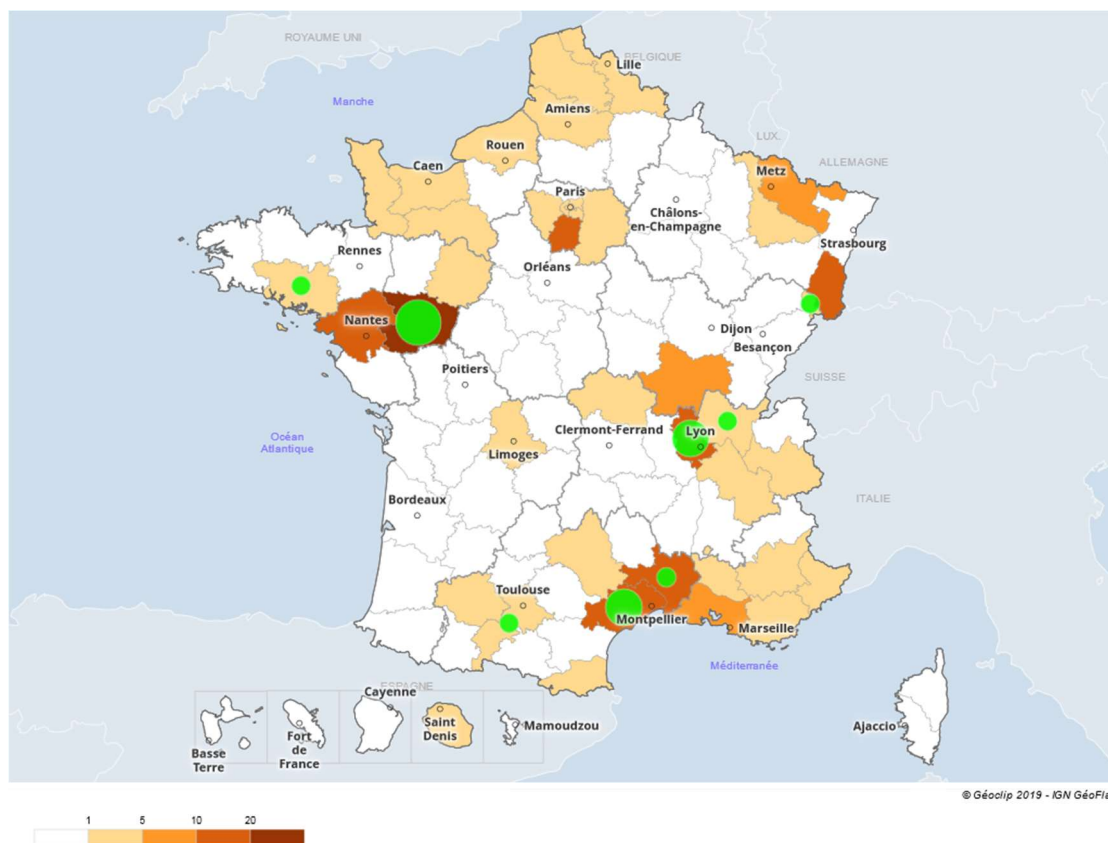 ROYAUME UNI
BELGIQUE
Lille
Manche
Amiens
LUX.
Rouen
ALLEMAGNE
Caen
Metz
Paris
Châlons-
en-Champagne
Strasbourg
Rennes
Orléans
Nantes
Dijon
Besançon
Poitiers
SUISSE
Clermont-Ferrand
Lyon
Océan
Atlantique
Limoges
Bordeaux
ITALIE
Toulouse
Montpellier
Marseille
Méditerranée
ESPAGNE
Cayenne
Saint
Denis
Mamoudzou
Fort
de
France
Basse
Terre
Ajaccio
© Géoclip 2019 - IGN GéoFla
1 5 10 20